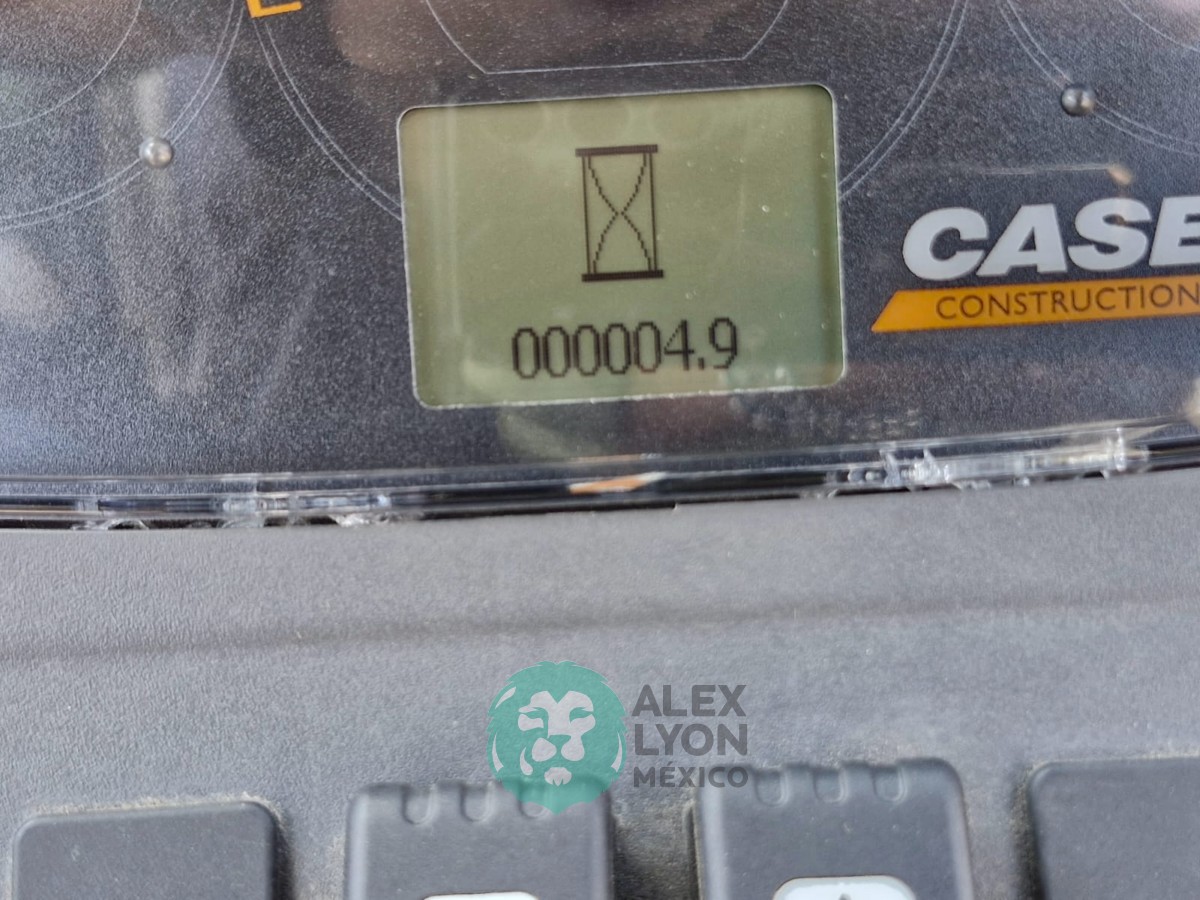 E
000004.9
CASE
CONSTRUCTION
ALEX
LYON
MÉXICO